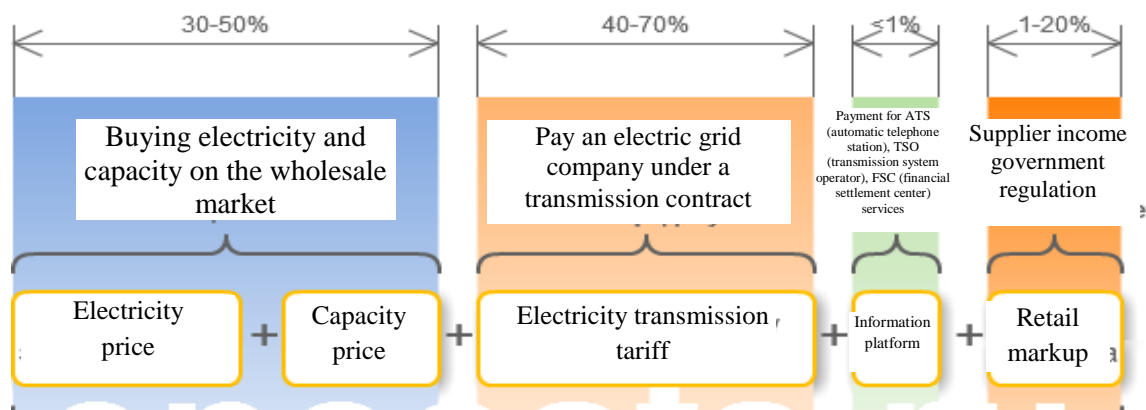 30-50%
40-70%
≤1%
1-20%
Buying electricity and
capacity on the wholesale
market
Pay an electric grid
company under a
transmission contract
Payment for ATS
(automatic telephone
station), TSO
(transmission system
operator), FSC (financial
settlement center)
services
Supplier income
government
regulation
Electricity
price
+
Capacity
price
+
Electricity transmission
tariff
+
Information
platform
+
Retail
markup